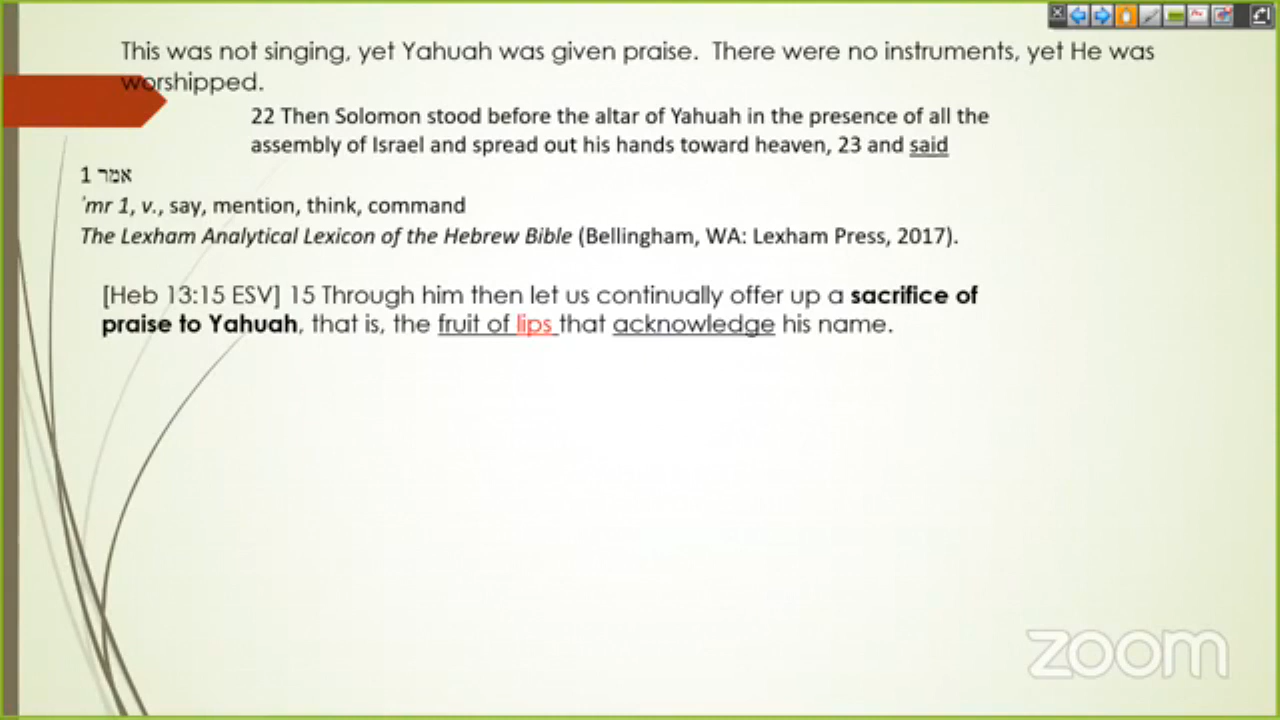 This was not singing, yet Yahuah was given praise.  There were no instruments, yet He was
worshipped.
22 Then Solomon stood before the altar of Yahuah in the presence of all the
assembly of Israel and spread out his hands toward heaven, 23 and said
אמר 1
ʾmr 1, v., say, mention, think, command
The Lexham Analytical Lexicon of the Hebrew Bible (Bellingham, WA: Lexham Press, 2017).
[Heb 13:15 ESV] 15 Through him then let us continually offer up a sacrifice of
praise to Yahuah, that is, the fruit of lips that acknowledge his name.
zoom